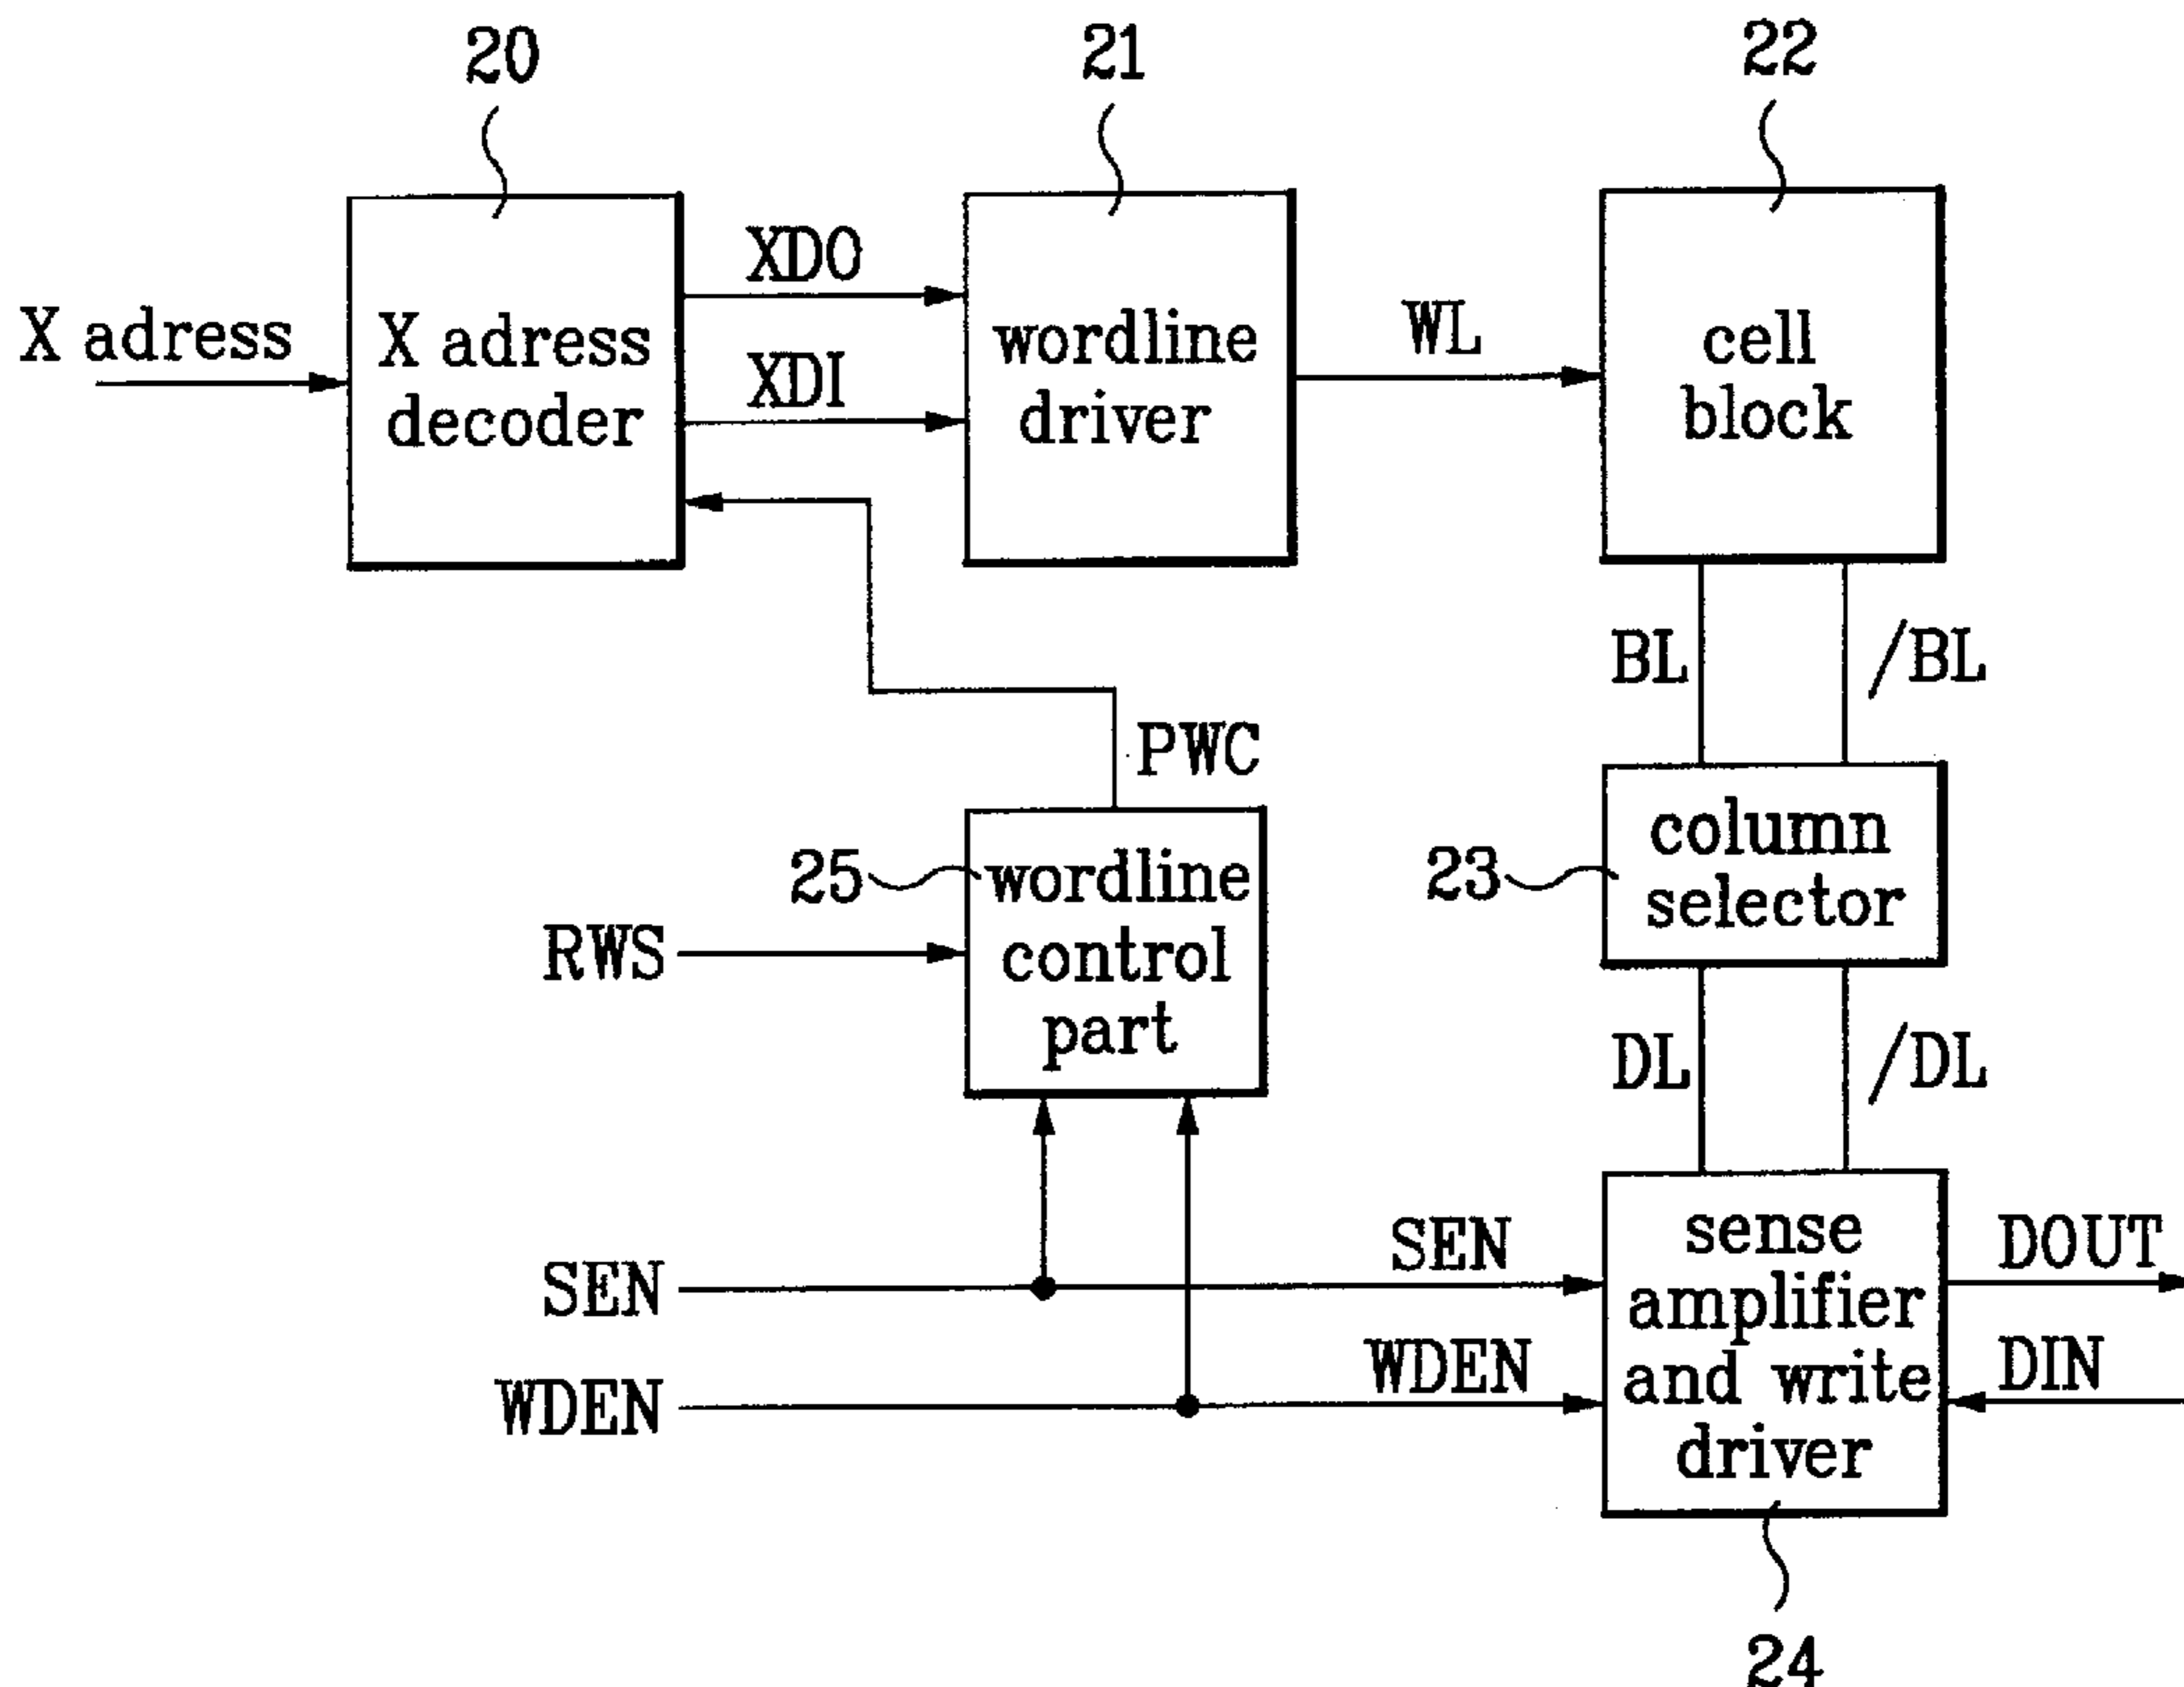 20
21
22
X adress
X adress
decoder
XDO
XDI
wordline
driver
WL
cell
block
BL
/BL
PWC
25
wordline
control
part
RWS
23
column
selector
DL
/DL
SEN
SEN
WDEN
WDEN
sense
amplifier
and write
driver
DOUT
DIN
24